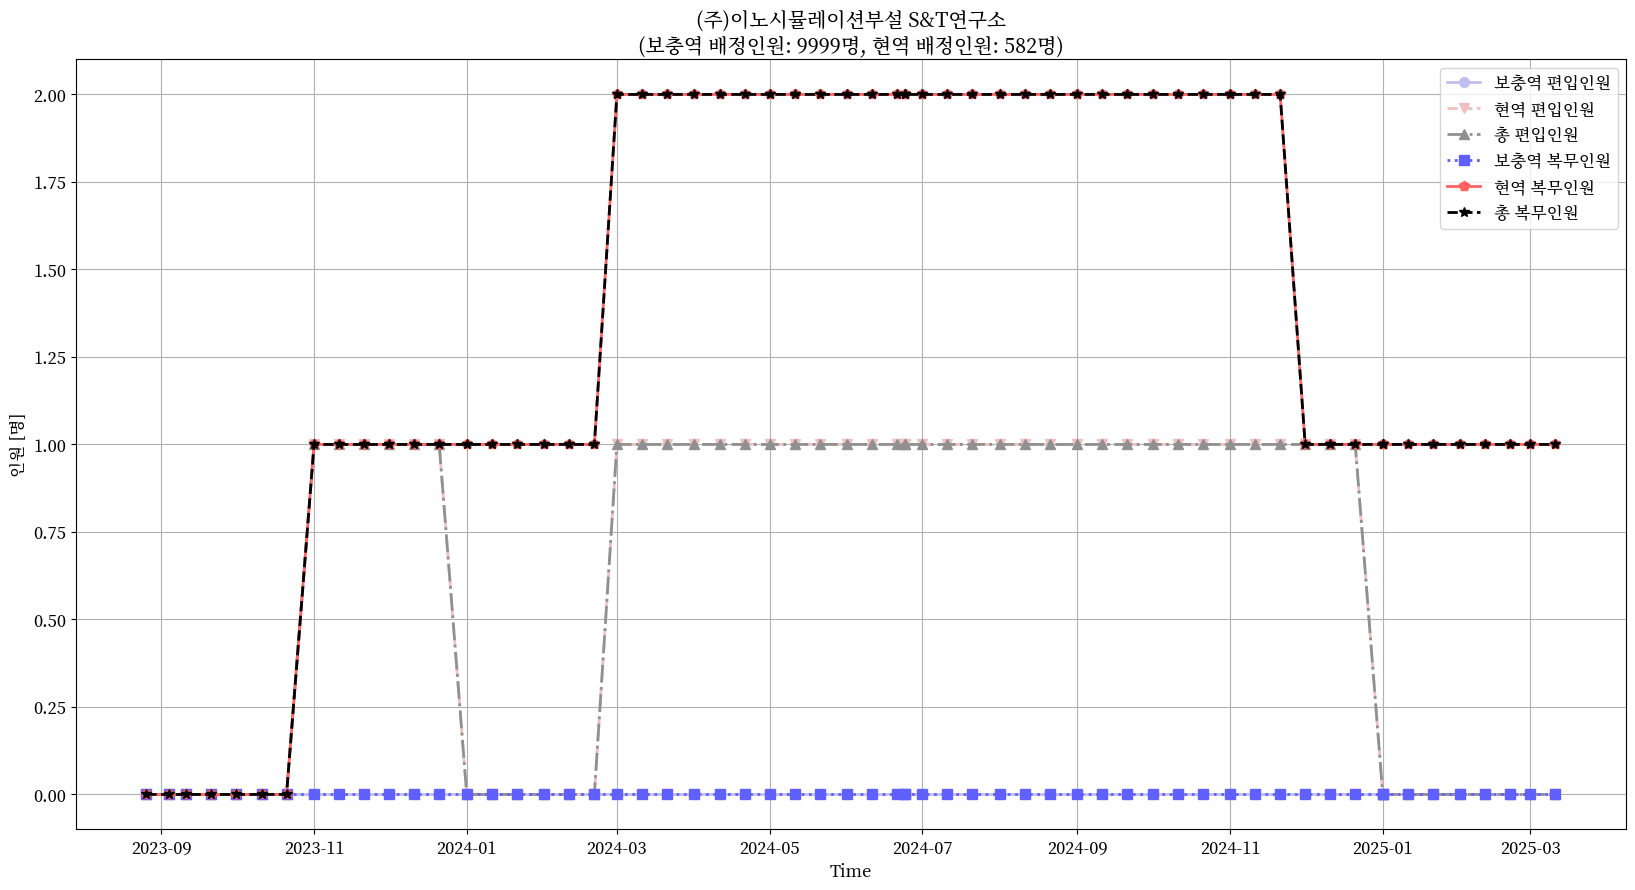 (주)이노시뮬레이션부설 S&T연구소
(보충역 배정인원: 9999명, 현역 배정인원: 582명)
보충역 편입인원
현역 편입인원
총 편입인원
보충역 복무인원
현역 복무인원
총 복무인원
인원 [명]
2.00
1.75
1.50
1.25
1.00
0.75
0.50
0.25
0.00
2023-09 2023-11 2024-01 2024-03 2024-05 2024-07 2024-09 2024-11 2025-01 2025-03
Time